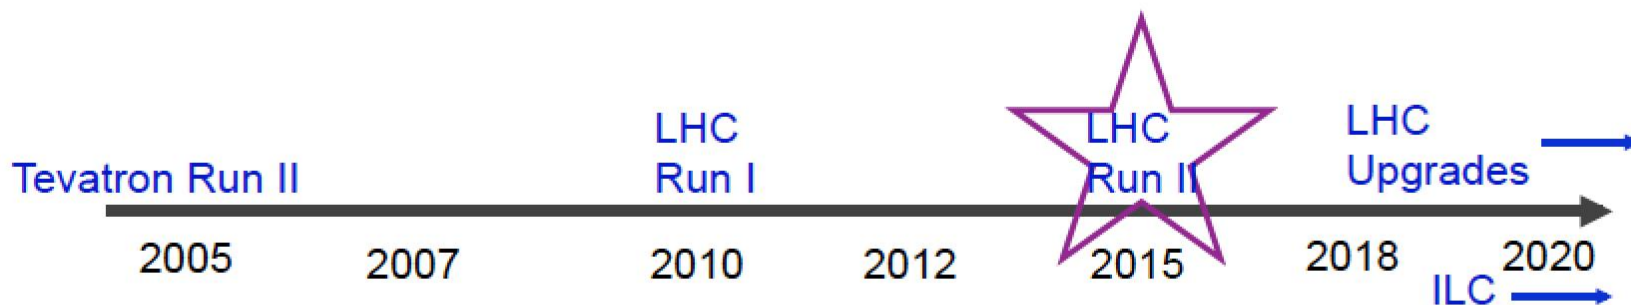 LHC
Run I
LHC
Run II
LHC
Upgrades
Tevatron Run II
2005
2007
2010
2012
2015
2018
2020
ILC